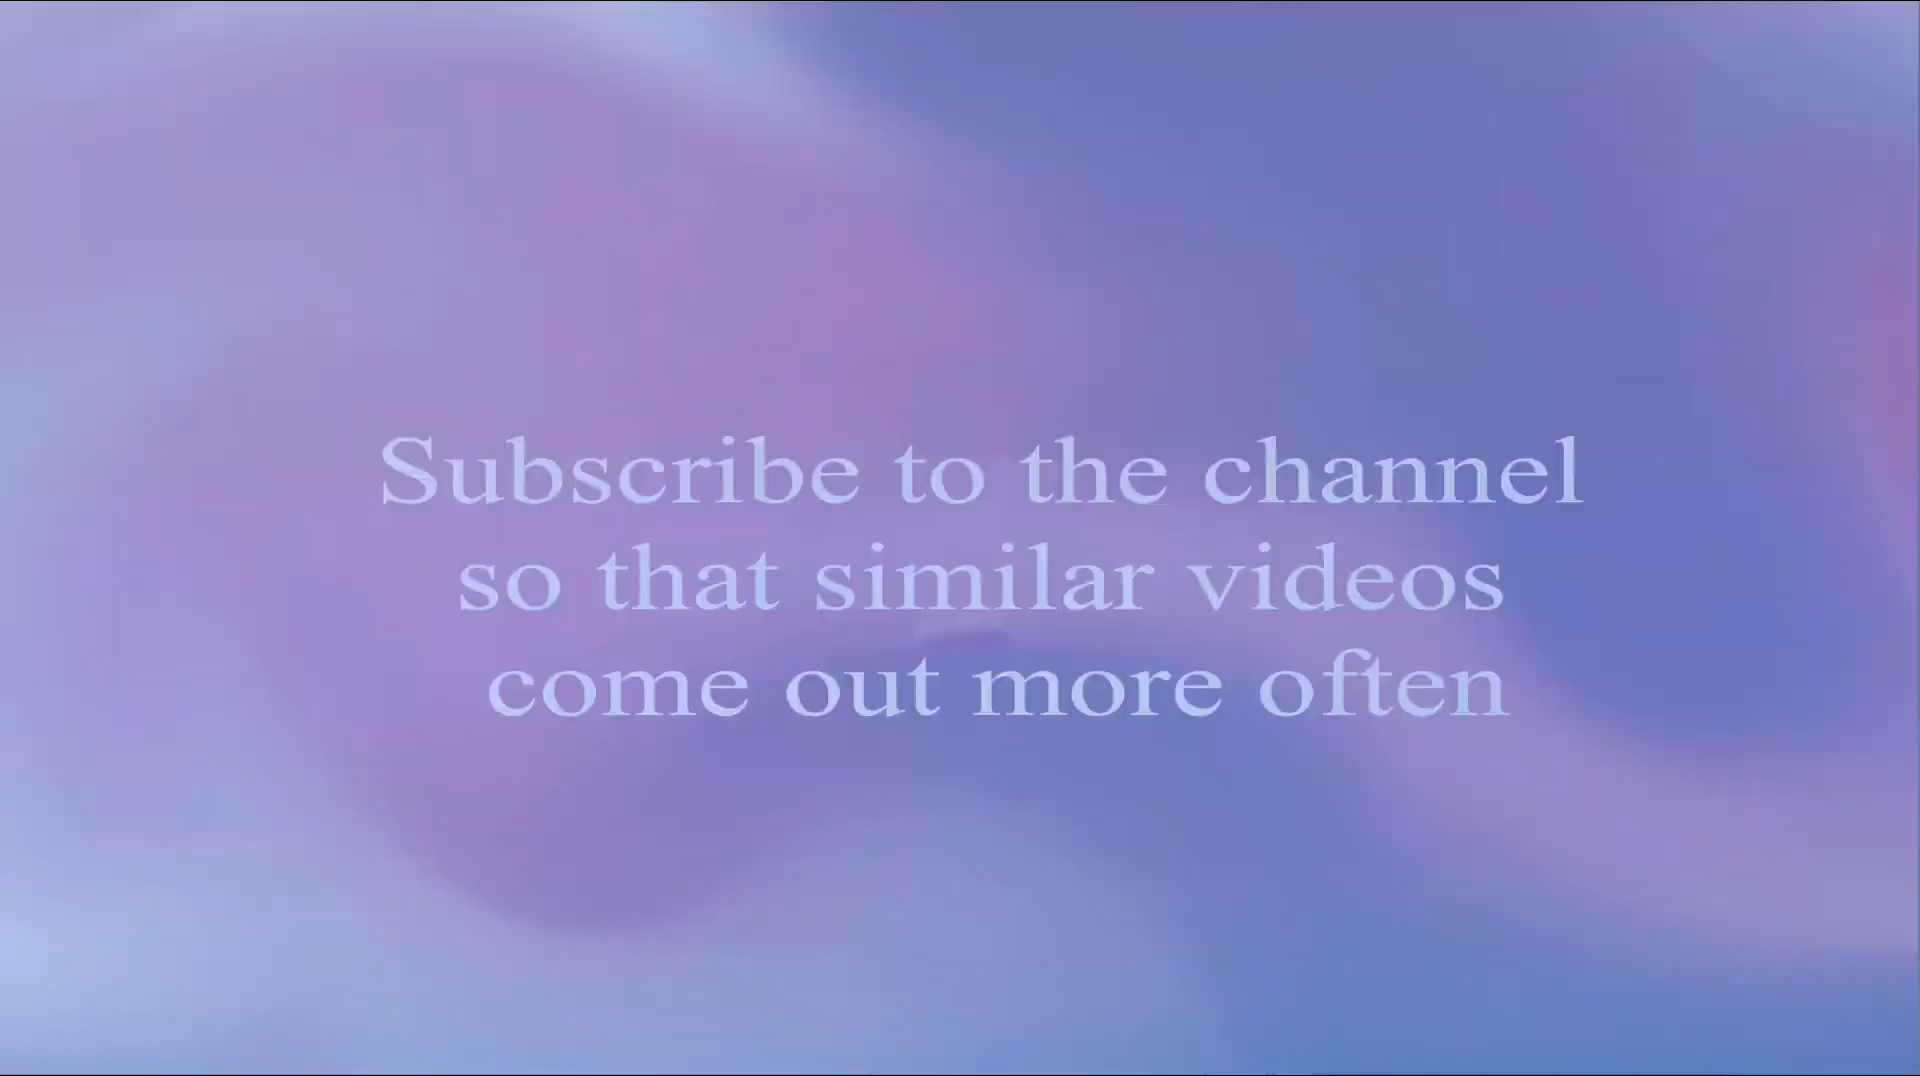 Subscribe to the channel
so that similar videos
come out more often